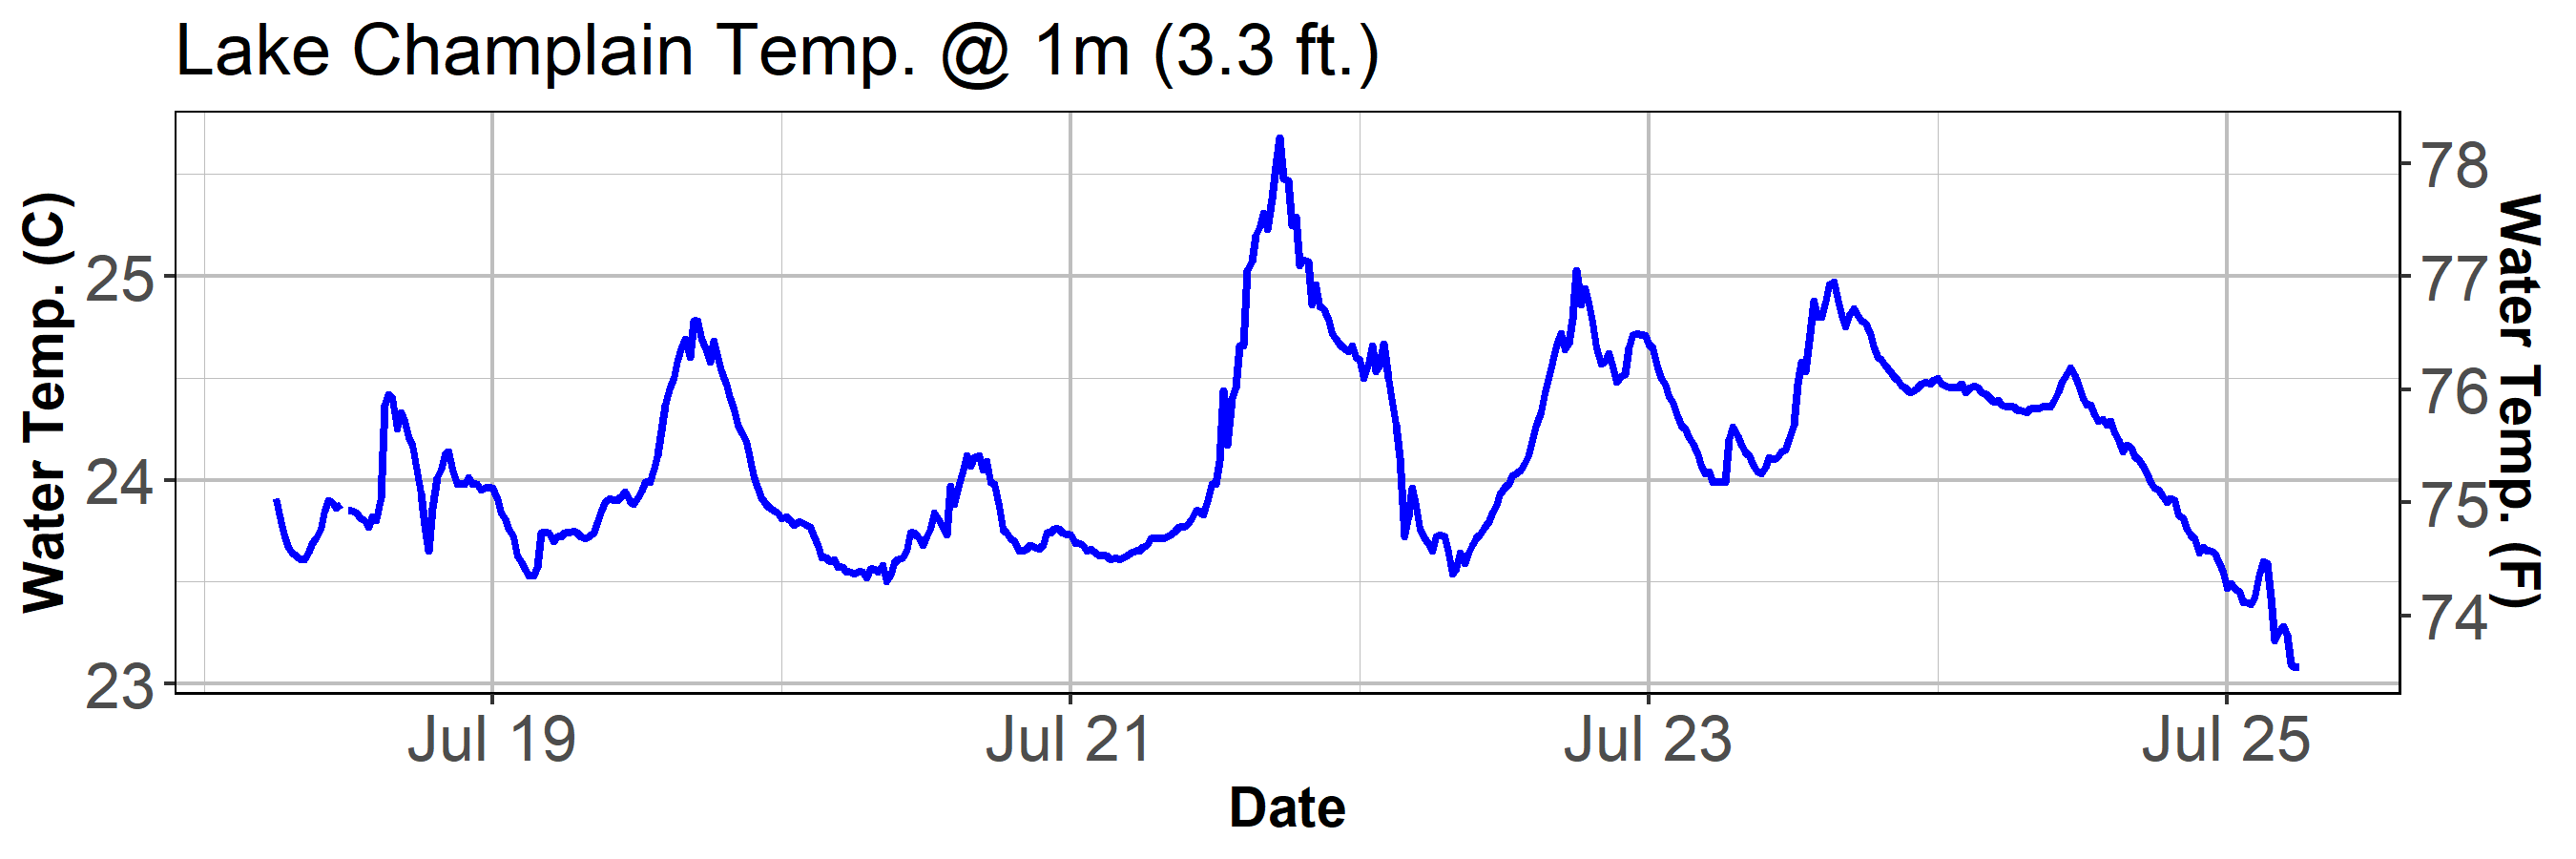 Lake Champlain Temp. @ 1m (3.3 ft.)
Water Temp. (C)
25
24
23
78
77
76
75
74
Water Temp. (F)
Jul 19
Jul 21
Jul 23
Jul 25
Date